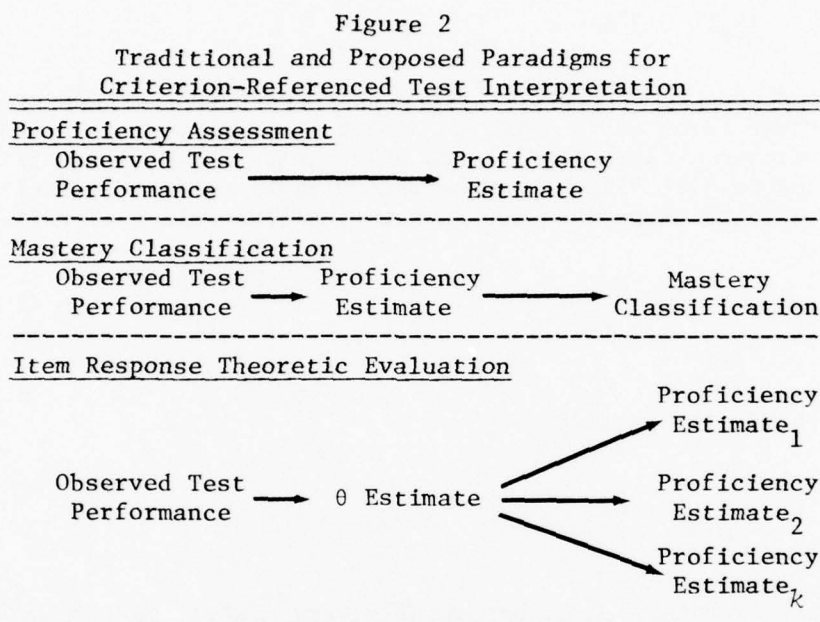 Figure 2
Traditional and Proposed Paradigms for
Criterion-Referenced Test Interpretation
Proficiency Assessment
Observed Test
Performance
Proficiency
Estimate
Mastery Classification
Observed Test
Performance
Proficiency
Estimate
Mastery
Classification
Item Response Theoretic Evaluation
Observed Test
Performance
θ Estimate
Proficiency
Estimate1
Proficiency
Estimate2
Proficiency
Estimatek